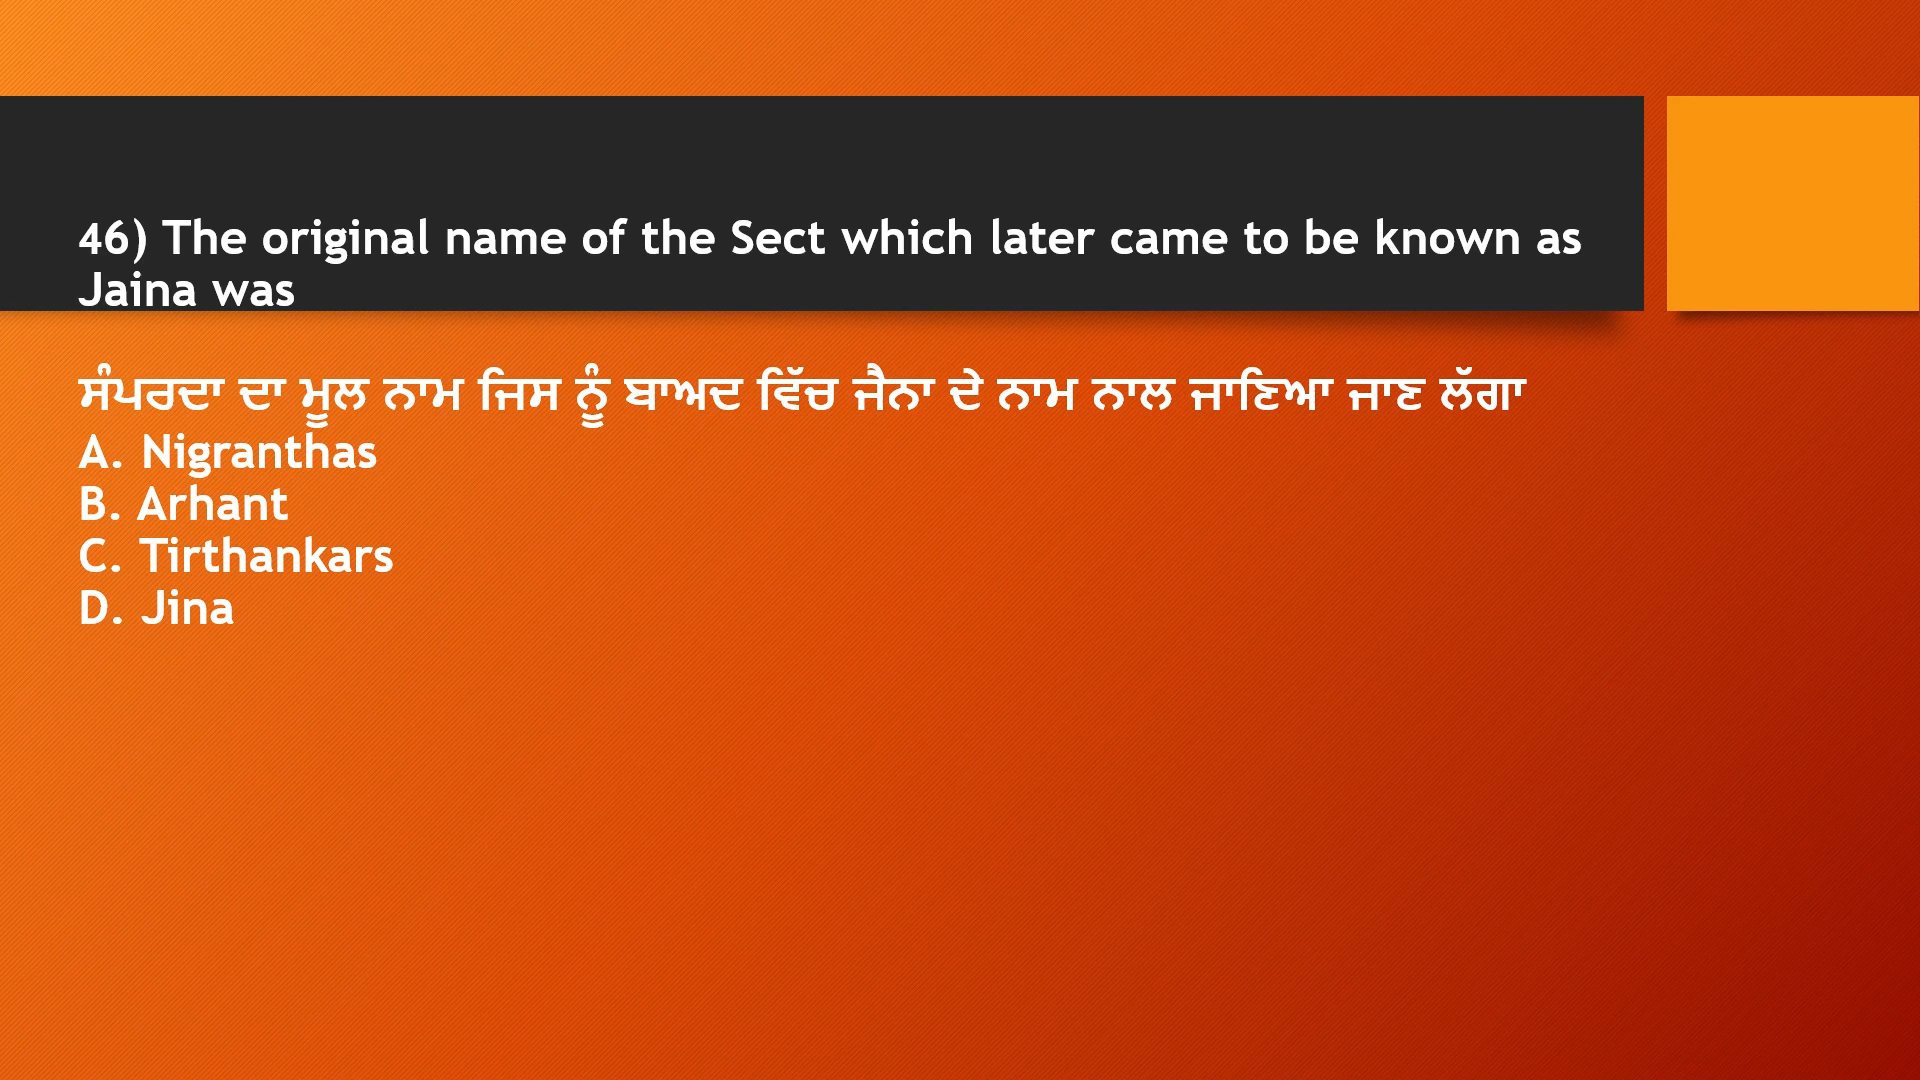 46) The original name of the Sect which later came to be known as
Jaina was
ਸੰਪਰਦਾ ਦਾ ਮੂਲ ਨਾਮ ਜਿਸ ਨੂੰ ਬਾਅਦ ਵਿੱਚ ਜੈਨਾ ਦੇ ਨਾਮ ਨਾਲ ਜਾਣਿਆ ਜਾਣ ਲੱਗਾ
A. Nigranthas
B. Arhant
C. Tirthankars
D. Jina